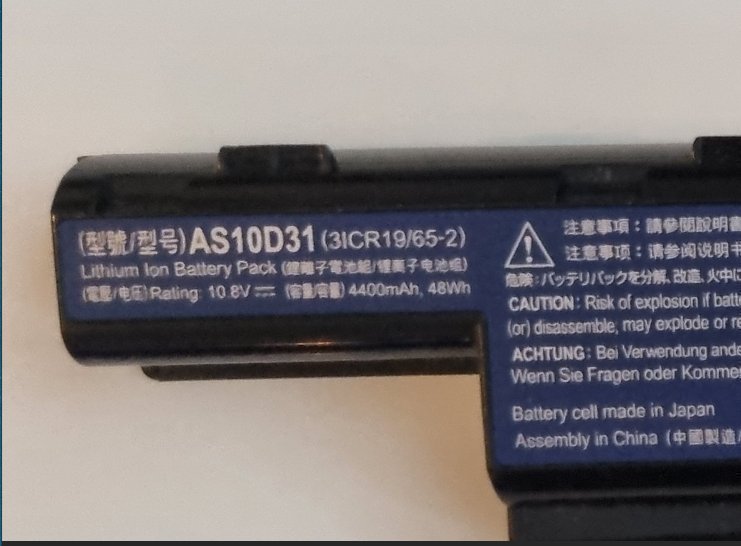 (型號/型号)AS10D31(3ICR19/65-2)
Lithium Ion Battery Pack (鋰離子電池組/锂离子电池组)
(電壓/电压)Rating: 10.8V⎓ (容量/容量) 4400mAh, 48Wh
注意事項：請參閱說明書
注意事项：请参阅说明书
危険：バッテリパックを分解、改造、火中に
CAUTION: Risk of explosion if batte
(or) disassemble, may explode or re
ACHTUNG: Bei Verwendung ande
Wenn Sie Fragen oder Komme
Battery cell made in Japan
Assembly in China (中國製造/